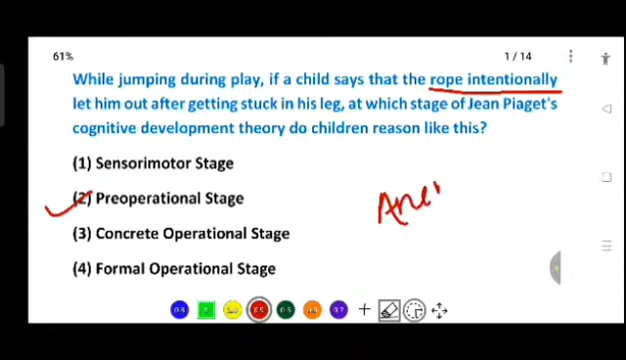 61%
1 / 14
While jumping during play, if a child says that the rope intentionally
let him out after getting stuck in his leg, at which stage of Jean Piaget's
cognitive development theory do children reason like this?
(1) Sensorimotor Stage
(2) Preoperational Stage
(3) Concrete Operational Stage
(4) Formal Operational Stage